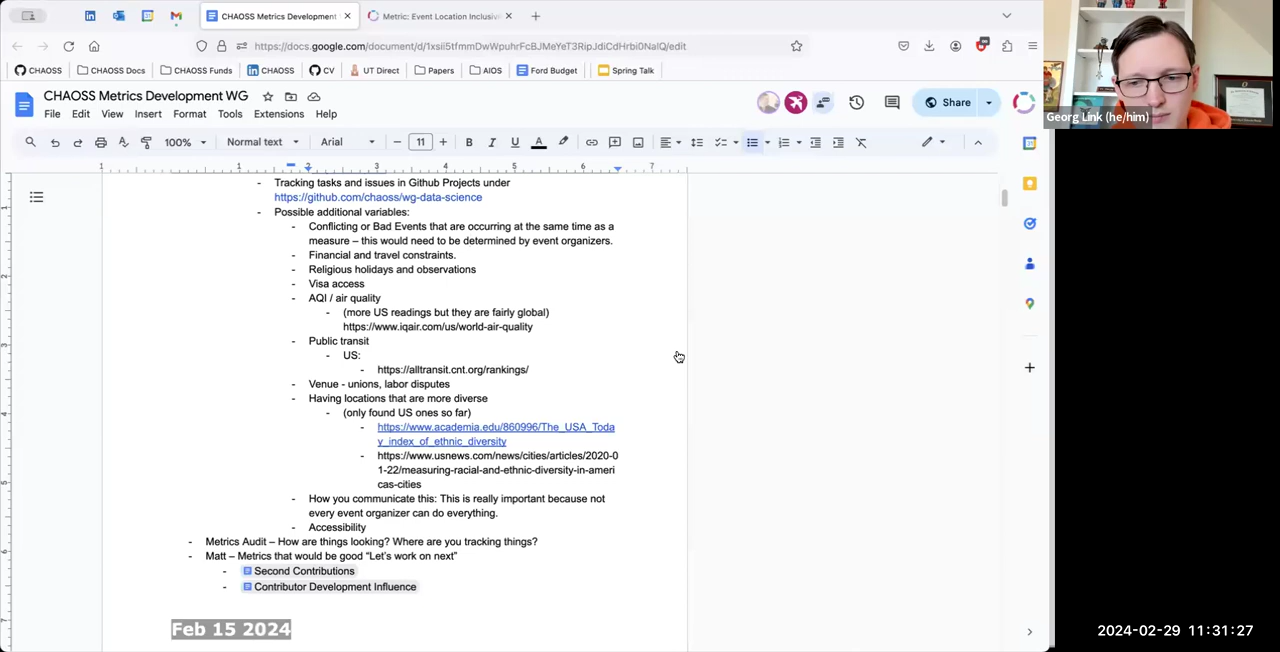 CHAOSS Metrics Development
Metric: Event Location Inclusiv
https://docs.google.com/document/d/1xsii5tfmmDwWpuhrFcBJMeYeT3RipJdiCdHrbi0NaIQ/edit
CHAOSS
CHAOSS Docs
CHAOSS Funds
CHAOSS
CV
UT Direct
Papers
AIOS
Ford Budget
Spring Talk
CHAOSS Metrics Development WG
File Edit View Insert Format Tools Extensions Help
Share
100% Normal text Arial 11 B I U A
1 1 2 3 4 5 6 7
- Tracking tasks and issues in Github Projects under
https://github.com/chaoss/wg-data-science
- Possible additional variables:
- Conflicting or Bad Events that are occurring at the same time as a
measure – this would need to be determined by event organizers.
- Financial and travel constraints.
- Religious holidays and observations
- Visa access
- AQI / air quality
- (more US readings but they are fairly global)
https://www.iqair.com/us/world-air-quality
- Public transit
- US:
- https://alltransit.cnt.org/rankings/
- Venue - unions, labor disputes
- Having locations that are more diverse
- (only found US ones so far)
- https://www.academia.edu/860996/The_USA_Toda
y_index_of_ethnic_diversity
- https://www.usnews.com/news/cities/articles/2020-0
1-22/measuring-racial-and-ethnic-diversity-in-ameri
cas-cities
- How you communicate this: This is really important because not
every event organizer can do everything.
- Accessibility
- Metrics Audit – How are things looking? Where are you tracking things?
- Matt – Metrics that would be good “Let's work on next”
- Second Contributions
- Contributor Development Influence
Feb 15 2024
Georg Link (he/him)
2024-02-29 11:31:27